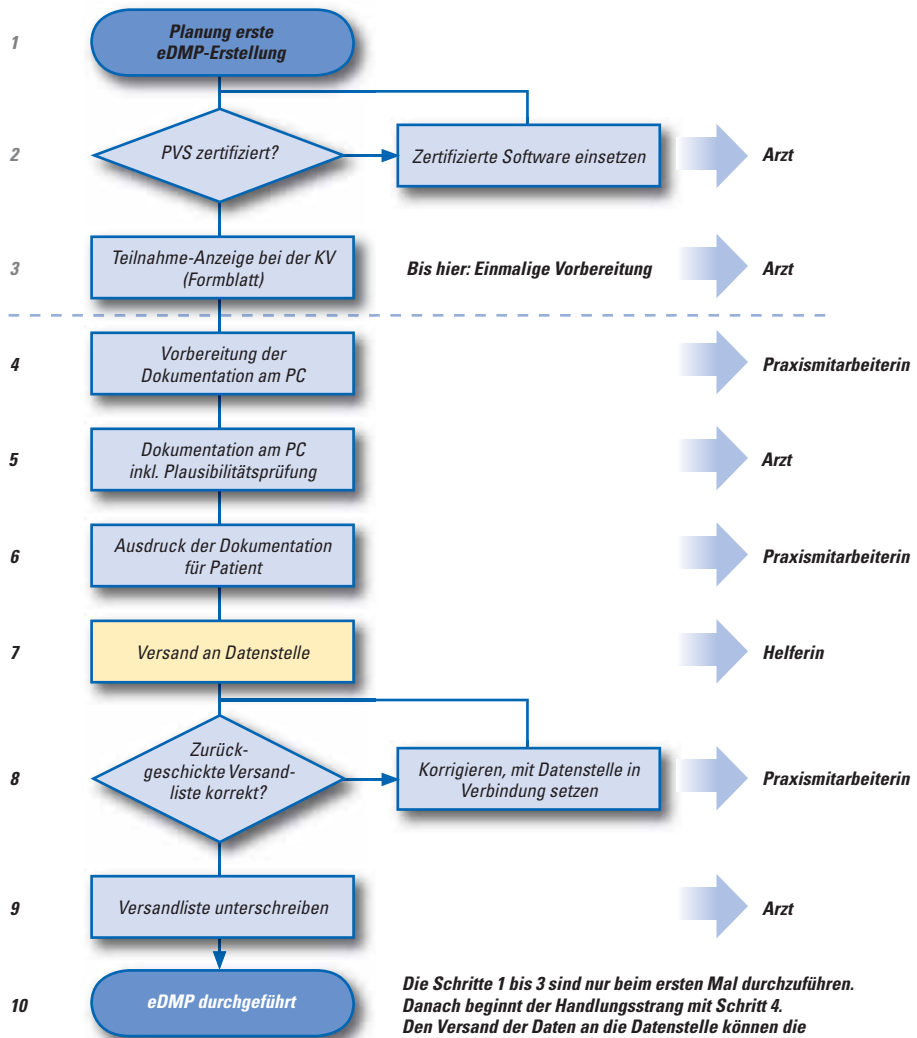 1
Planung erste
eDMP-Erstellung
2
PVS zertifiziert?
Zertifizierte Software einsetzen
Arzt
3
Teilnahme-Anzeige bei der KV
(Formblatt)
Bis hier: Einmalige Vorbereitung
Arzt
4
Vorbereitung der
Dokumentation am PC
Praxismitarbeiterin
5
Dokumentation am PC
inkl. Plausibilitätsprüfung
Arzt
6
Ausdruck der Dokumentation
für Patient
Praxismitarbeiterin
7
Versand an Datenstelle
Helferin
8
Zurück-
geschickte Versand-
liste korrekt?
Korrigieren, mit Datenstelle in
Verbindung setzen
Praxismitarbeiterin
9
Versandliste unterschreiben
Arzt
10
eDMP durchgeführt
Die Schritte 1 bis 3 sind nur beim ersten Mal durchzuführen.
Danach beginnt der Handlungsstrang mit Schritt 4.
Den Versand der Daten an die Datenstelle können die